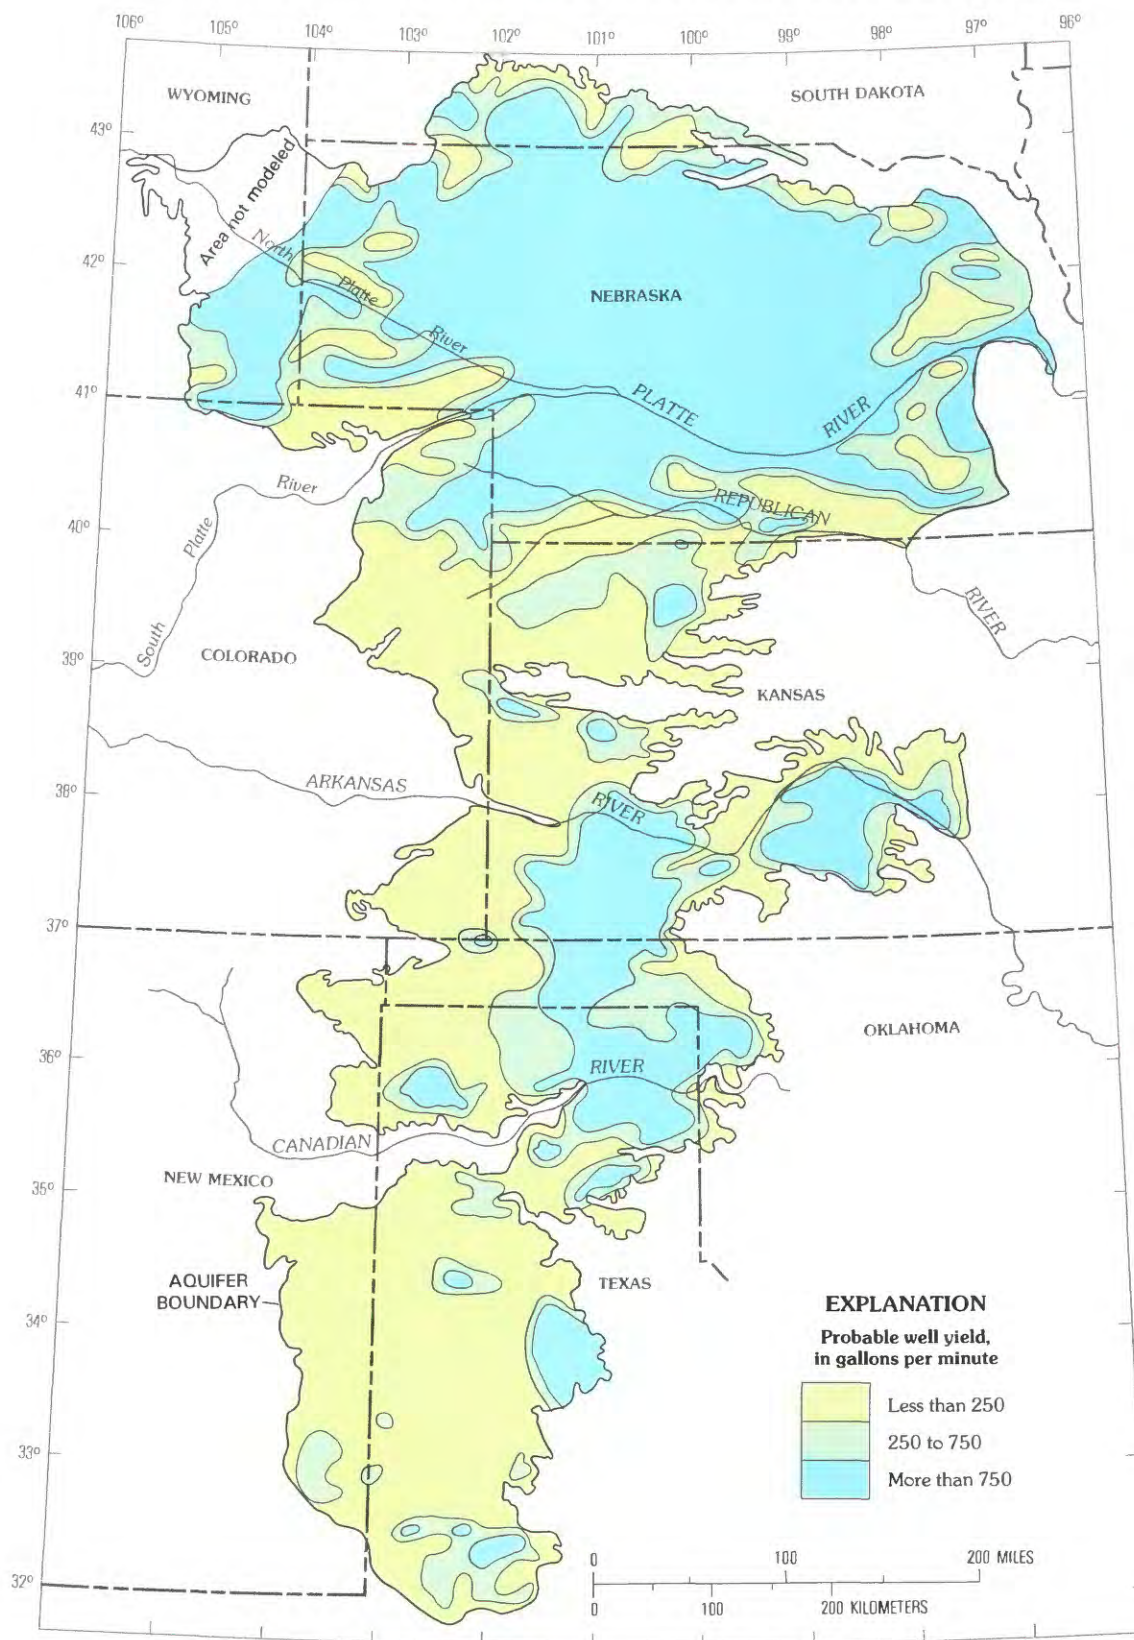 106°
105°
104°
103°
102°
101°
100°
99°
98°
97°
96°
WYOMING
SOUTH DAKOTA
43°
Area not modeled
North
42°
Platte
NEBRASKA
River
41°
PLATTE
RIVER
River
REPUBLICAN
40°
Platte
RIVER
South
39°
COLORADO
KANSAS
ARKANSAS
38°
RIVER
37°
OKLAHOMA
36°
RIVER
CANADIAN
NEW MEXICO
35°
AQUIFER
BOUNDARY
TEXAS
34°
EXPLANATION
Probable well yield,
in gallons per minute
Less than 250
250 to 750
More than 750
33°
0 100 200 MILES
32°
0 100 200 KILOMETERS